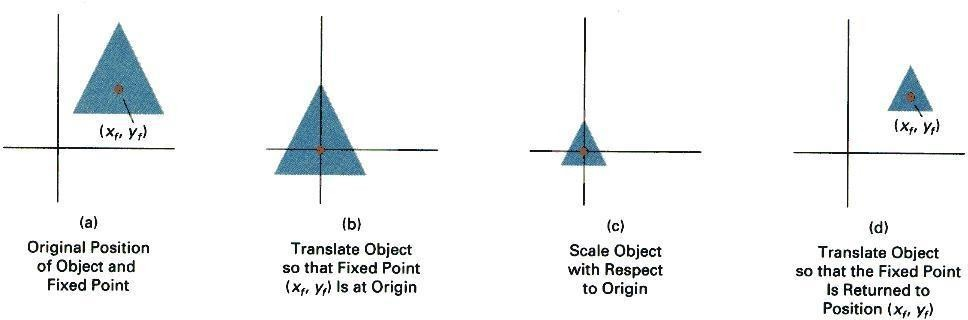 (x_f, y_f)
(x_f, y_f)
(a)
Original Position
of Object and
Fixed Point
(b)
Translate Object
so that Fixed Point
(x_f, y_f) Is at Origin
(c)
Scale Object
with Respect
to Origin
(d)
Translate Object
so that the Fixed Point
Is Returned to
Position (x_f, y_f)